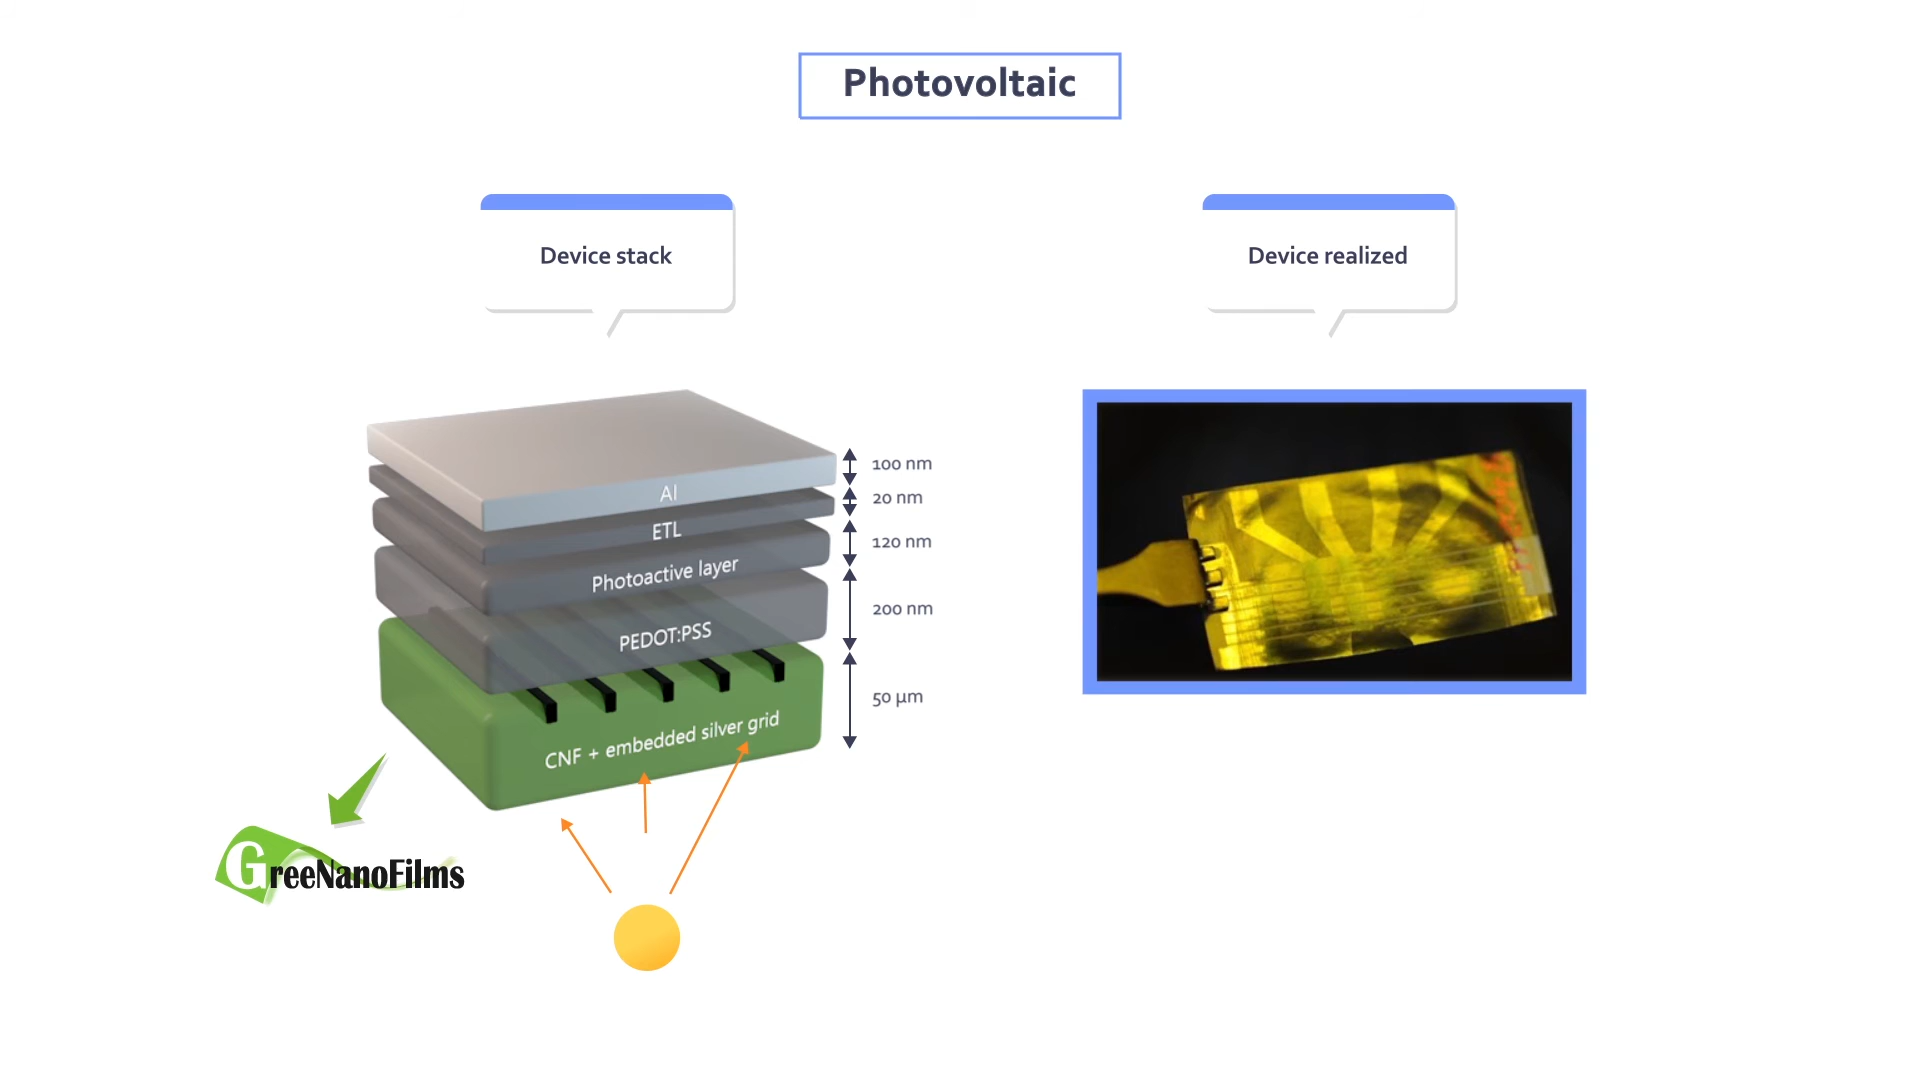 Photovoltaic
Device stack
Device realized
Al
ETL
Photoactive layer
PEDOT:PSS
CNF + embedded silver grid
100 nm
20 nm
120 nm
200 nm
50 µm
GreeNanoFilms